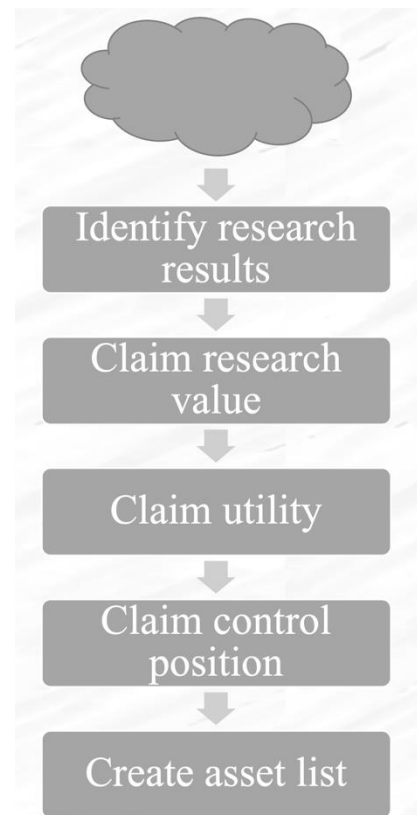 Identify research
results
Claim research
value
Claim utility
Claim control
position
Create asset list